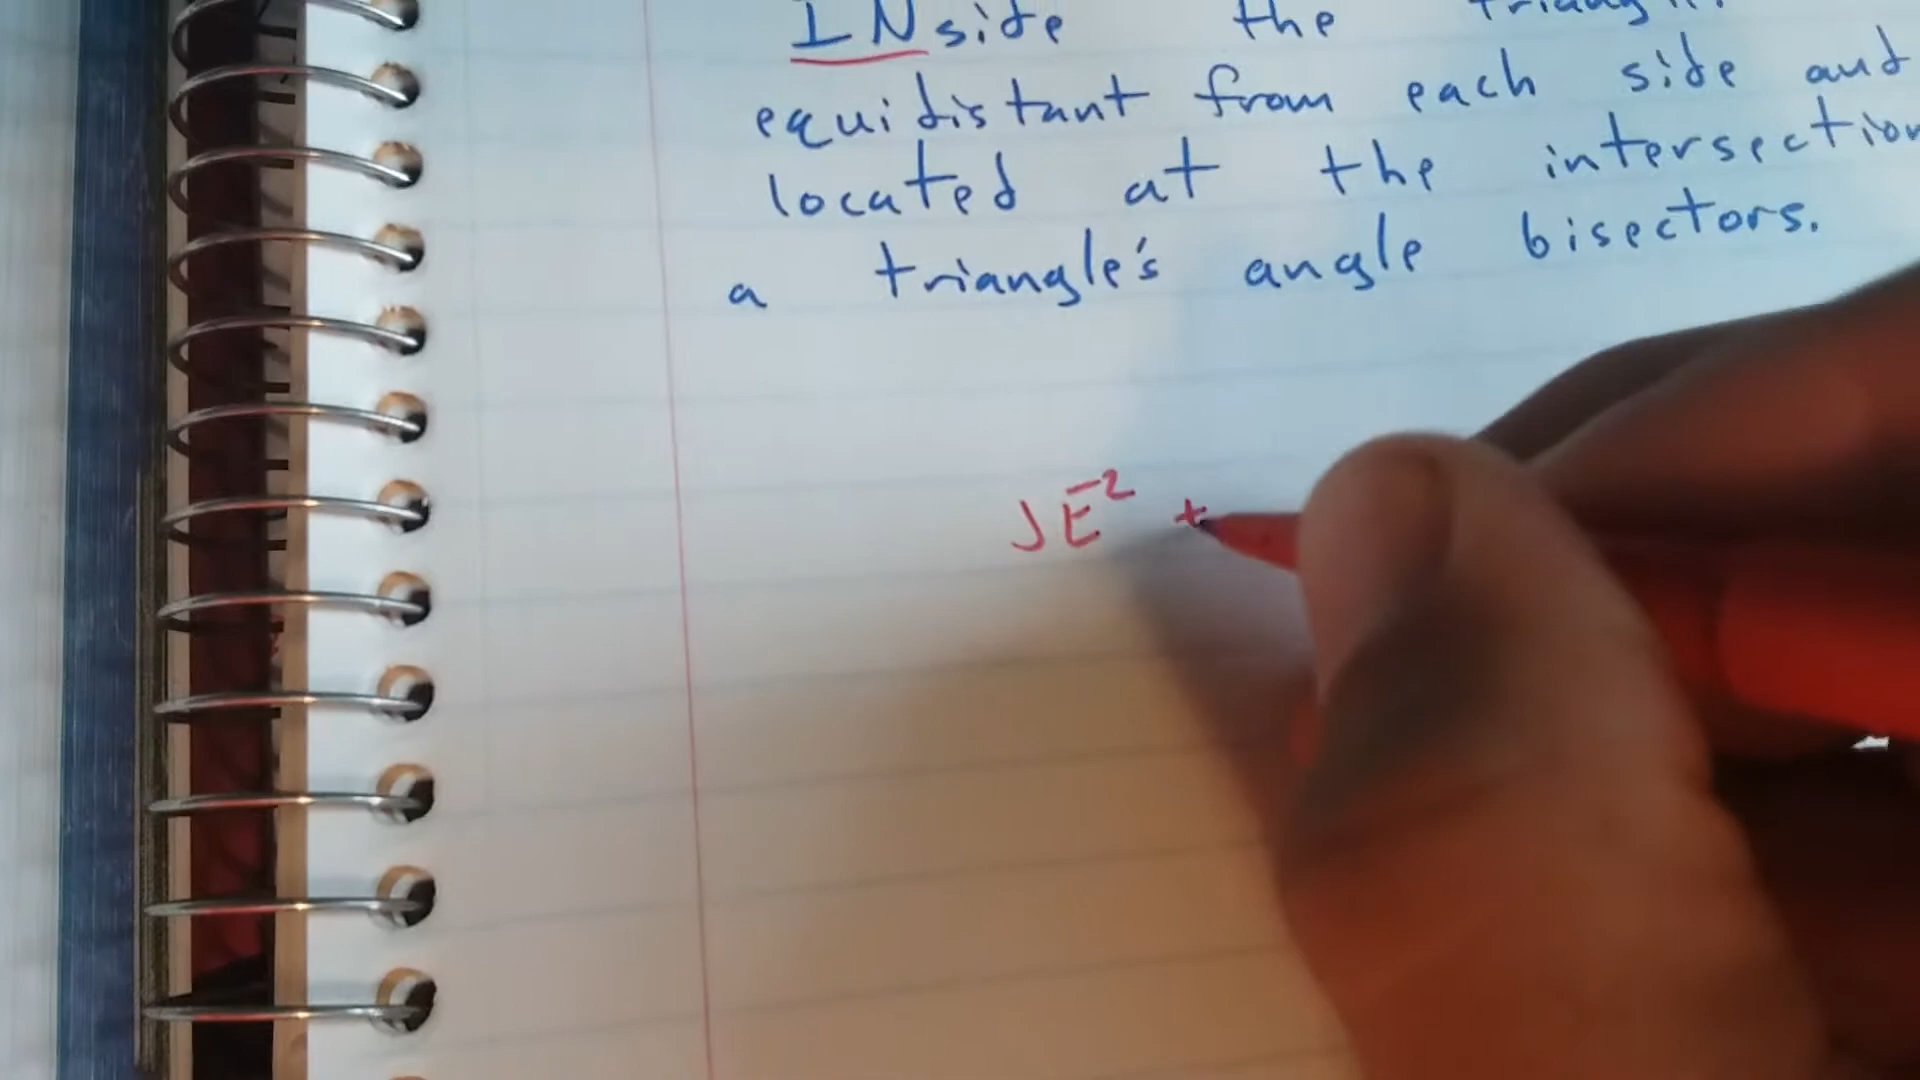 INside the
equidistant from each side and
located at the intersection
a triangle's angle bisectors.
JE² +